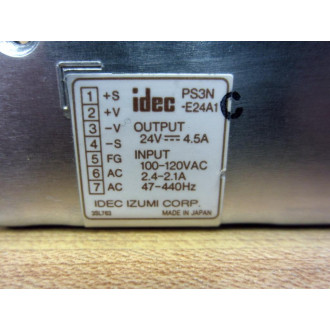 1 +S
2 +V
3 -V
4 -S
5 FG
6 AC
7 AC
idec PS3N
-E24A1 C
OUTPUT
24V⎓4.5A
INPUT
100-120VAC
2.4-2.1A
47-440Hz
IDEC IZUMI CORP.
MADE IN JAPAN